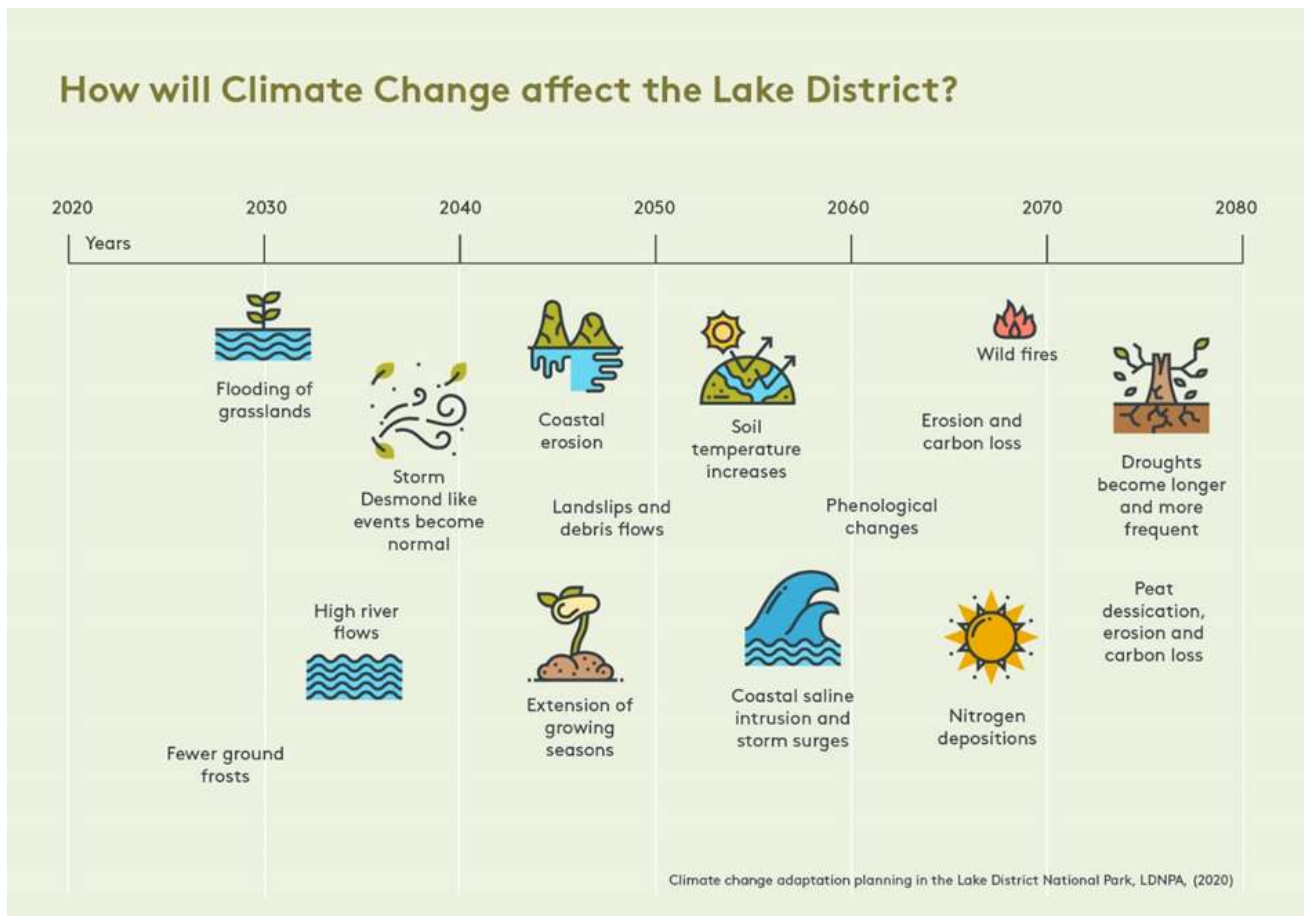 How will Climate Change affect the Lake District?
2020 2030 2040 2050 2060 2070 2080
Years
Flooding of
grasslands
Storm
Desmond like
events become
normal
High river
flows
Fewer ground
frosts
Coastal
erosion
Landslips and
debris flows
Extension of
growing
seasons
Soil
temperature
increases
Coastal saline
intrusion and
storm surges
Phenological
changes
Wild fires
Erosion and
carbon loss
Nitrogen
depositions
Droughts
become longer
and more
frequent
Peat
dessication,
erosion and
carbon loss
Climate change adaptation planning in the Lake District National Park, LDNPA, (2020)